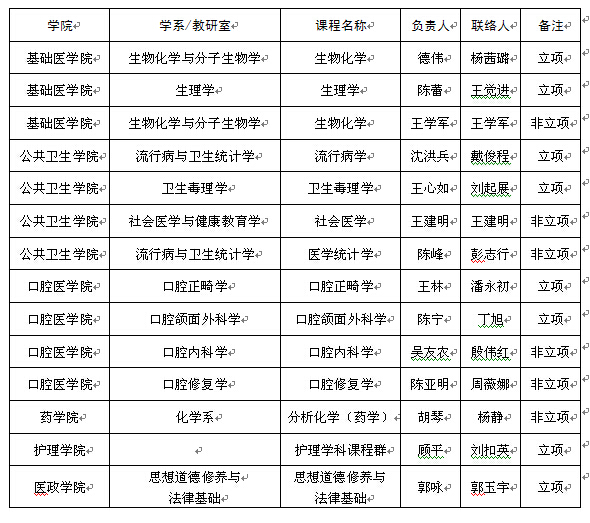 学院 学系/教研室 课程名称 负责人 联络人 备注
基础医学院 生物化学与分子生物学 生物化学 德伟 杨茜璐 立项
基础医学院 生理学 生理学 陈蕾 王觉进 立项
基础医学院 生物化学与分子生物学 生物化学 王学军 王学军 非立项
公共卫生学院 流行病与卫生统计学 流行病学 沈洪兵 戴俊程 立项
公共卫生学院 卫生毒理学 卫生毒理学 王心如 刘起展 立项
公共卫生学院 社会医学与健康教育学 社会医学 王建明 王建明 非立项
公共卫生学院 流行病与卫生统计学 医学统计学 陈峰 彭志行 非立项
口腔医学院 口腔正畸学 口腔正畸学 王林 潘永初 立项
口腔医学院 口腔颌面外科学 口腔颌面外科学 陈宁 丁旭 立项
口腔医学院 口腔内科学 口腔内科学 吴友农 殷伟红 非立项
口腔医学院 口腔修复学 口腔修复学 陈亚明 周薇娜 非立项
药学院 化学系 分析化学（药学） 胡琴 杨静 非立项
护理学院 护理学科课程群 顾平 刘扣英 立项
医政学院 思想道德修养与 思想道德修养与 郭咏 郭玉宇 立项
法律基础 法律基础